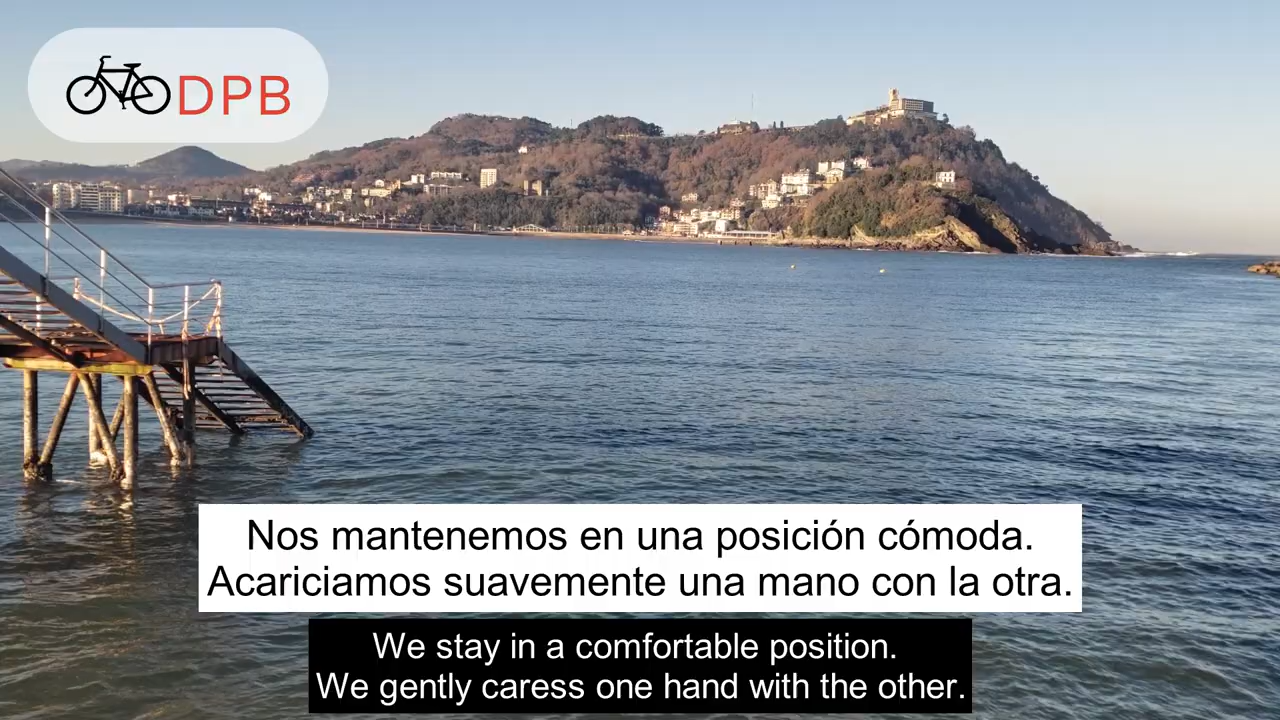 DPB
Nos mantenemos en una posición cómoda.
Acariciamos suavemente una mano con la otra.
We stay in a comfortable position.
We gently caress one hand with the other.